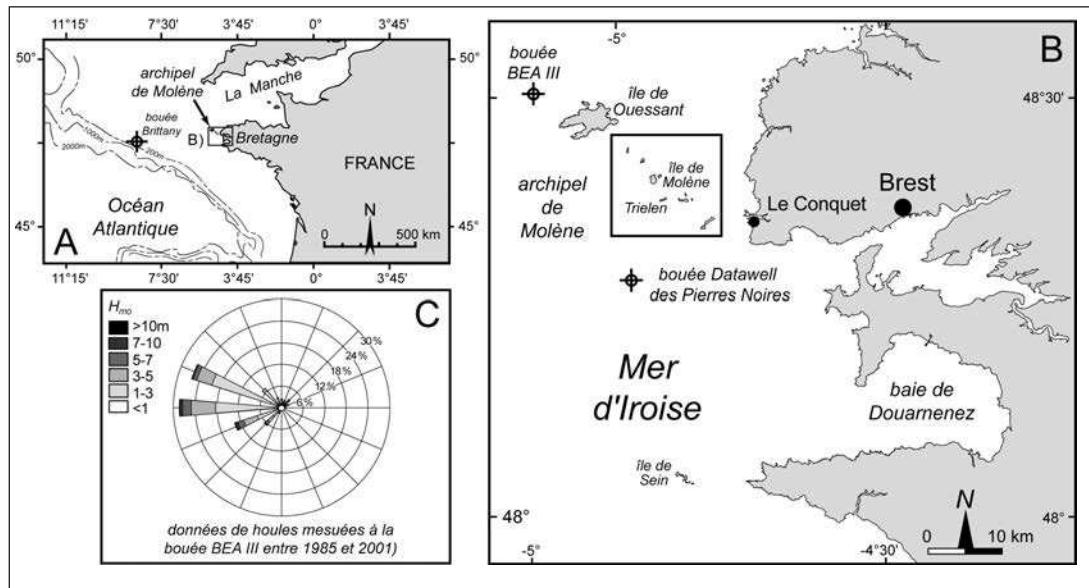 11°15' 7°30' 3°45' 0° 3°45'
50° 50°
archipel
de Molène
La Manche
bouée
Brittany
B) Bretagne
200m
1000m
2000m
FRANCE
Océan
Atlantique
45° 45°
A
N
0 500 km
11°15' 7°30' 3°45' 0° 3°45'
C
Hmo
>10m
7-10
5-7
3-5
1-3
<1
30%
24%
18%
12%
6%
données de houles mesuées à la
bouée BEA III entre 1985 et 2001)
-5°
B
bouée
BEA III
île de
Ouessant
48°30'
île de
Molène
Trielen
archipel
de
Molène
Brest
Le Conquet
bouée Datawell
des Pierres Noires
Mer
d'Iroise
baie de
Douarnenez
île de
Sein
N
48° 48°
0 10 km
-5° -4°30'